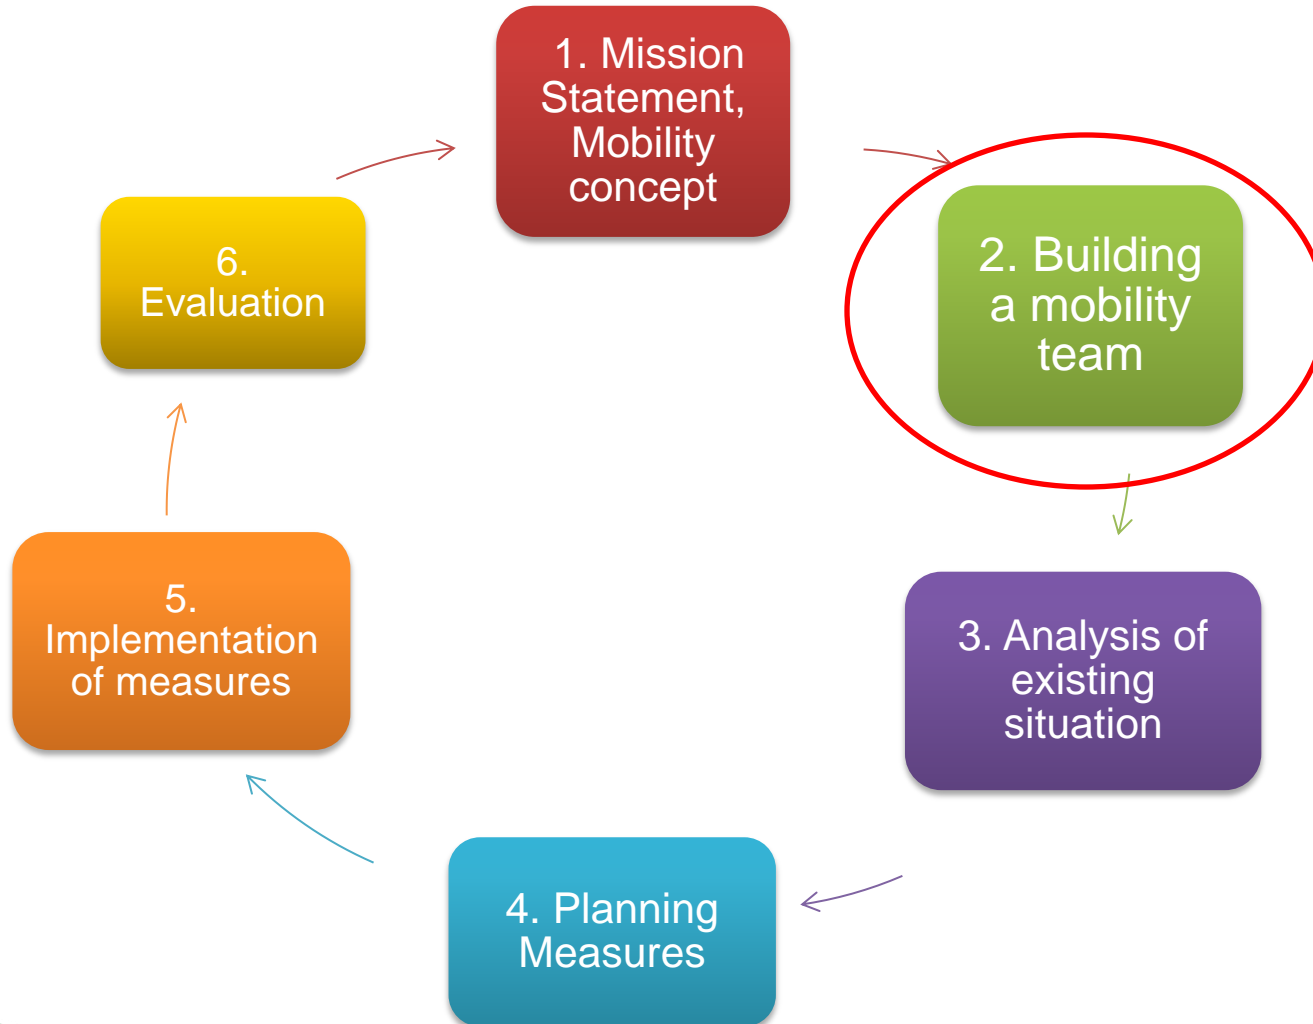 1. Mission
Statement,
Mobility
concept
2. Building
a mobility
team
3. Analysis of
existing
situation
4. Planning
Measures
5.
Implementation
of measures
6.
Evaluation